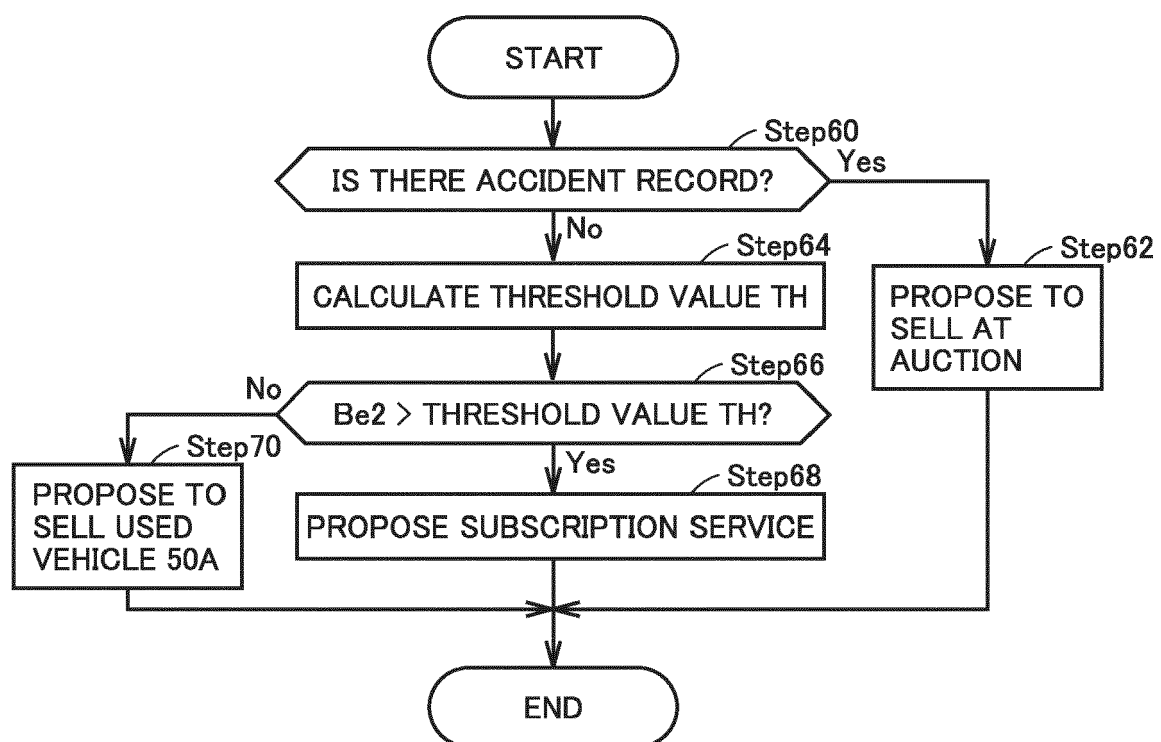 START
Step60
IS THERE ACCIDENT RECORD?
Yes
No
Step64
CALCULATE THRESHOLD VALUE TH
Step62
PROPOSE TO
SELL AT
AUCTION
Step66
Be2 > THRESHOLD VALUE TH?
No
Yes
Step70
PROPOSE TO
SELL USED
VEHICLE 50A
Step68
PROPOSE SUBSCRIPTION SERVICE
END